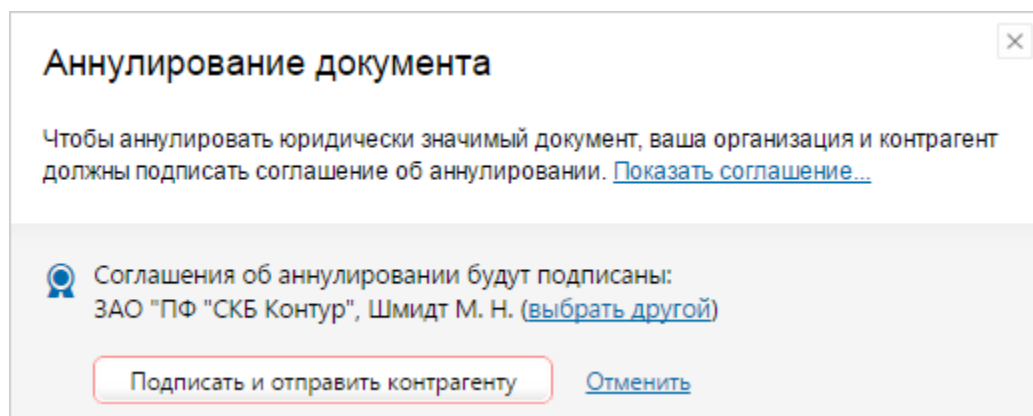 Аннулирование документа
Чтобы аннулировать юридически значимый документ, ваша организация и контрагент
должны подписать соглашение об аннулировании. Показать соглашение...
Соглашения об аннулировании будут подписаны:
ЗАО "ПФ "СКБ Контур", Шмидт М. Н. (выбрать другой)
Подписать и отправить контрагенту Отменить